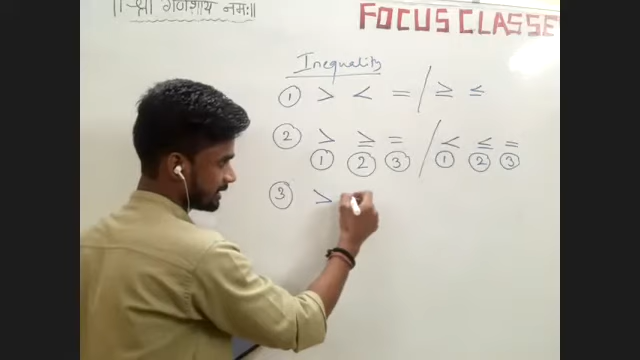 ||श्री गणेशाय नमः||
FOCUS CLASSE
Inequality
① > < = / ≥ ≤
② > ≥ = / < ≤ =
① ② ③ ① ② ③
③ >